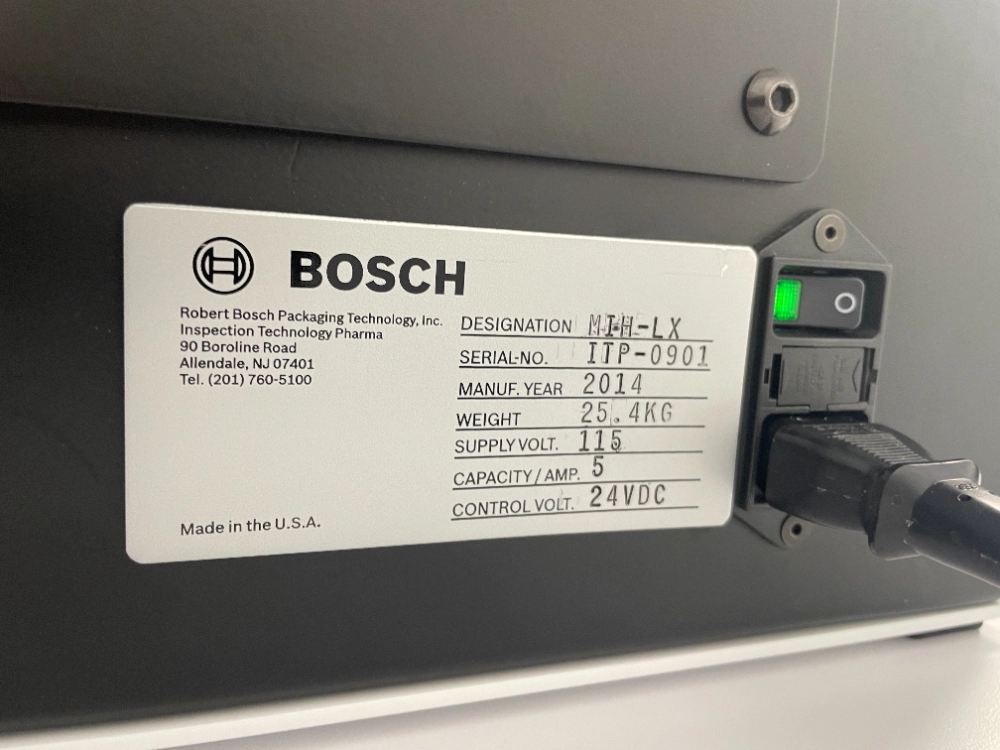 BOSCH
Robert Bosch Packaging Technology, Inc.
Inspection Technology Pharma
90 Boroline Road
Allendale, NJ 07401
Tel. (201) 760-5100
DESIGNATION MIH-LX
SERIAL-NO. ITP-0901
MANUF. YEAR 2014
WEIGHT 25.4KG
SUPPLY VOLT. 115
CAPACITY / AMP. 5
CONTROL VOLT. 24VDC
Made in the U.S.A.